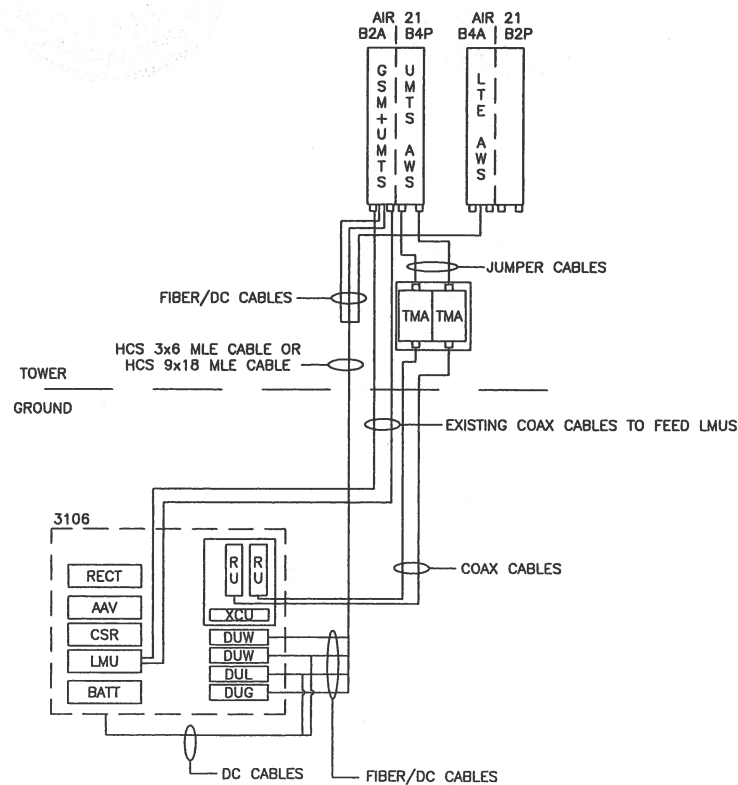 AIR 21
B2A B4P
AIR 21
B4A B2P
GSM+UMTS
UMTS AWS
LTE AWS
JUMPER CABLES
FIBER/DC CABLES
TMA TMA
HCS 3x6 MLE CABLE OR
HCS 9x18 MLE CABLE
TOWER
GROUND
EXISTING COAX CABLES TO FEED LMUS
3106
RU RU
RECT
COAX CABLES
AAV
XCU
CSR
DUW
LMU
DUW
DUL
BATT
DUG
DC CABLES
FIBER/DC CABLES